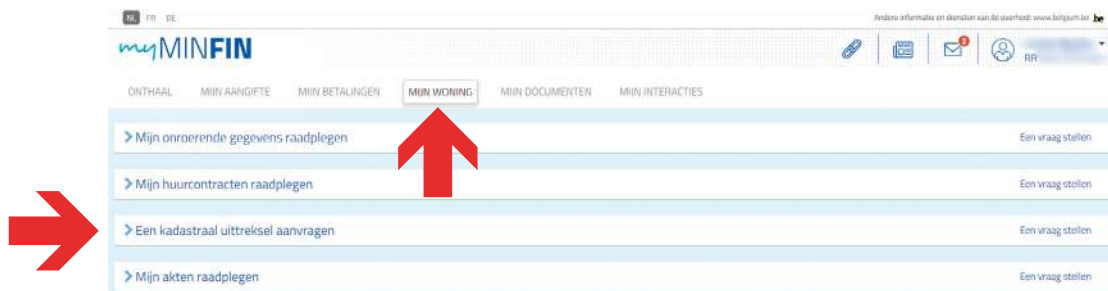 NL FR DE
Andere informatie en diensten van de overheid: www.belgium.be .be
myMINFIN
3
RR
ONTHAAL MIJN AANGIFTE MIJN BETALINGEN MIJN WONING MIJN DOCUMENTEN MIJN INTERACTIES
Mijn onroerende gegevens raadplegen Een vraag stellen
Mijn huurcontracten raadplegen Een vraag stellen
Een kadastraal uittreksel aanvragen Een vraag stellen
Mijn akten raadplegen Een vraag stellen